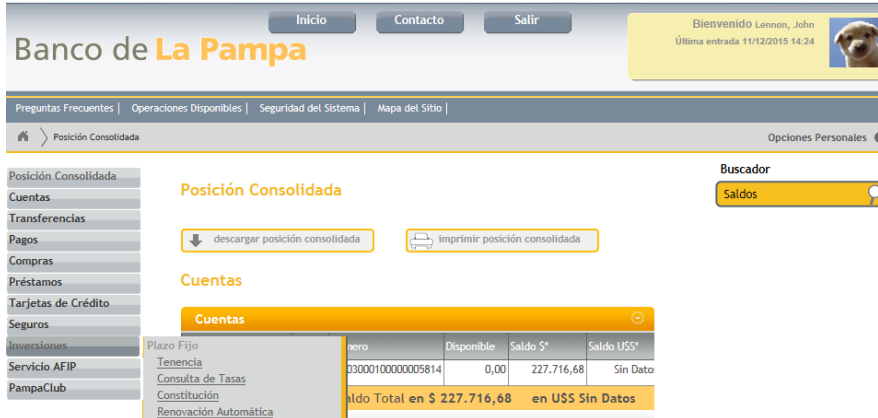 Inicio
Contacto
Salir
Bienvenido Lennon, John
Última entrada 11/12/2015 14:24
Banco de La Pampa
Preguntas Frecuentes | Operaciones Disponibles | Seguridad del Sistema | Mapa del Sitio |
Posición Consolidada
Opciones Personales
Buscador
Saldos
Posición Consolidada
Cuentas
Transferencias
Pagos
Compras
Préstamos
Tarjetas de Crédito
Seguros
Inversiones
Servicio AFIP
PampaClub
Posición Consolidada
descargar posición consolidada
imprimir posición consolidada
Cuentas
Cuentas
Plazo Fijo
Tenencia
Consulta de Tasas
Constitución
Renovación Automática
nero Disponible Saldo $* Saldo U$S*
03000100000005814 0,00 227.716,68 Sin Dato
aldo Total en $ 227.716,68 en U$S Sin Datos